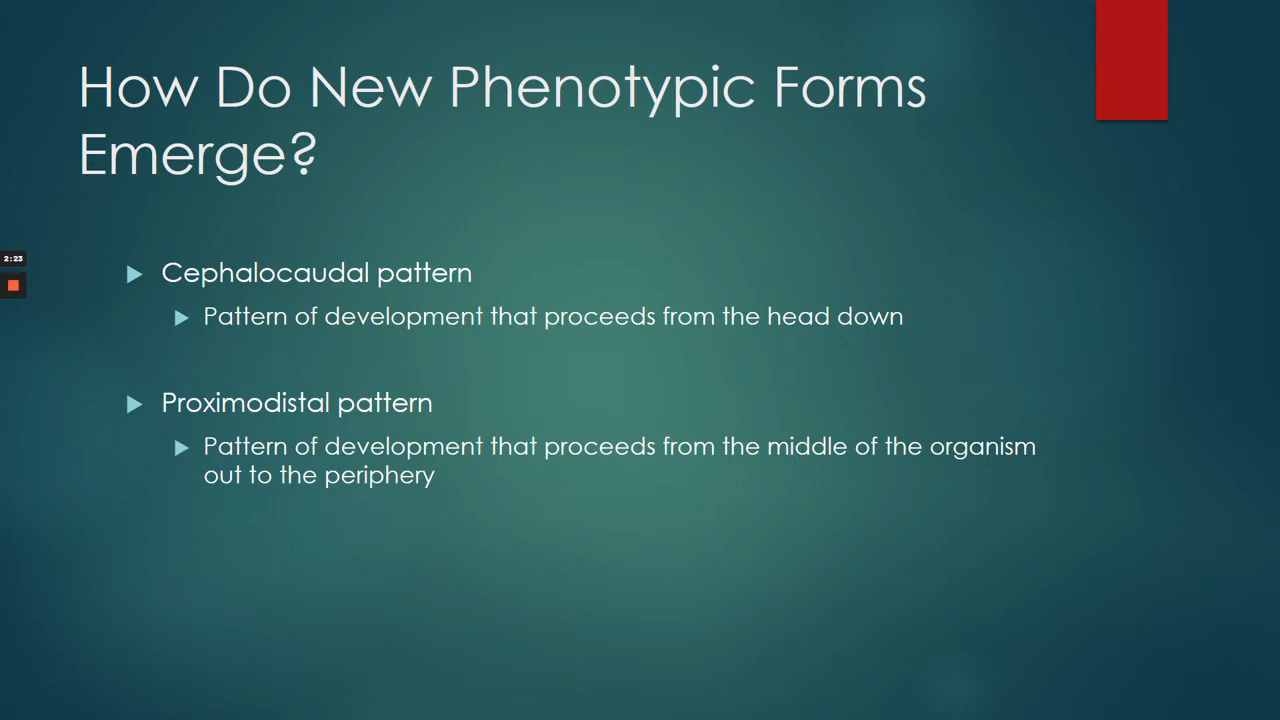 How Do New Phenotypic Forms
Emerge?
2:23
Cephalocaudal pattern
Pattern of development that proceeds from the head down
Proximodistal pattern
Pattern of development that proceeds from the middle of the organism
out to the periphery